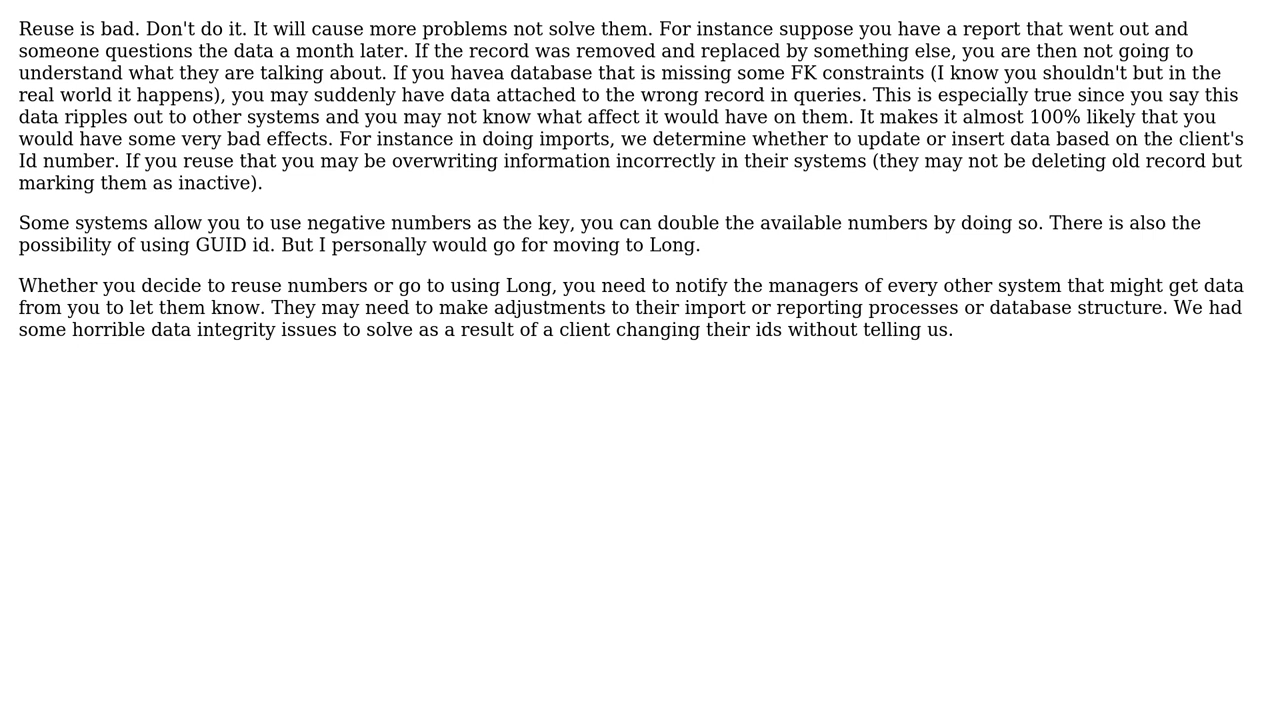 Reuse is bad. Don't do it. It will cause more problems not solve them. For instance suppose you have a report that went out and
someone questions the data a month later. If the record was removed and replaced by something else, you are then not going to
understand what they are talking about. If you havea database that is missing some FK constraints (I know you shouldn't but in the
real world it happens), you may suddenly have data attached to the wrong record in queries. This is especially true since you say this
data ripples out to other systems and you may not know what affect it would have on them. It makes it almost 100% likely that you
would have some very bad effects. For instance in doing imports, we determine whether to update or insert data based on the client's
Id number. If you reuse that you may be overwriting information incorrectly in their systems (they may not be deleting old record but
marking them as inactive).
Some systems allow you to use negative numbers as the key, you can double the available numbers by doing so. There is also the
possibility of using GUID id. But I personally would go for moving to Long.
Whether you decide to reuse numbers or go to using Long, you need to notify the managers of every other system that might get data
from you to let them know. They may need to make adjustments to their import or reporting processes or database structure. We had
some horrible data integrity issues to solve as a result of a client changing their ids without telling us.